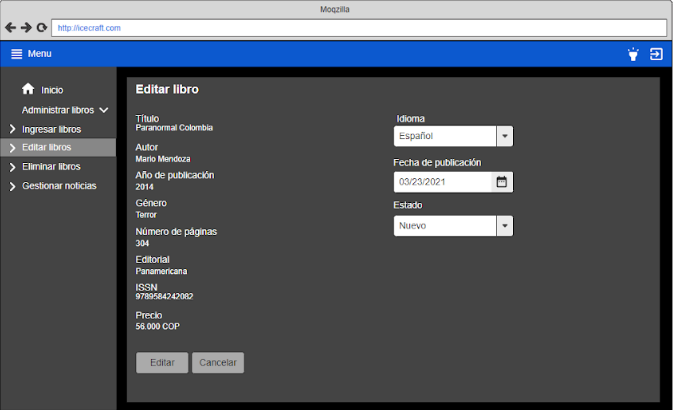 Moqzilla
http://icecraft.com
Menu
Inicio
Administrar libros
Ingresar libros
Editar libros
Eliminar libros
Gestionar noticias
Editar libro
Título
Paranormal Colombia
Autor
Mario Mendoza
Año de publicación
2014
Género
Terror
Número de páginas
304
Editorial
Panamericana
ISSN
9789584242082
Precio
56.000 COP
Idioma
Español
Fecha de publicación
03/23/2021
Estado
Nuevo
Editar
Cancelar